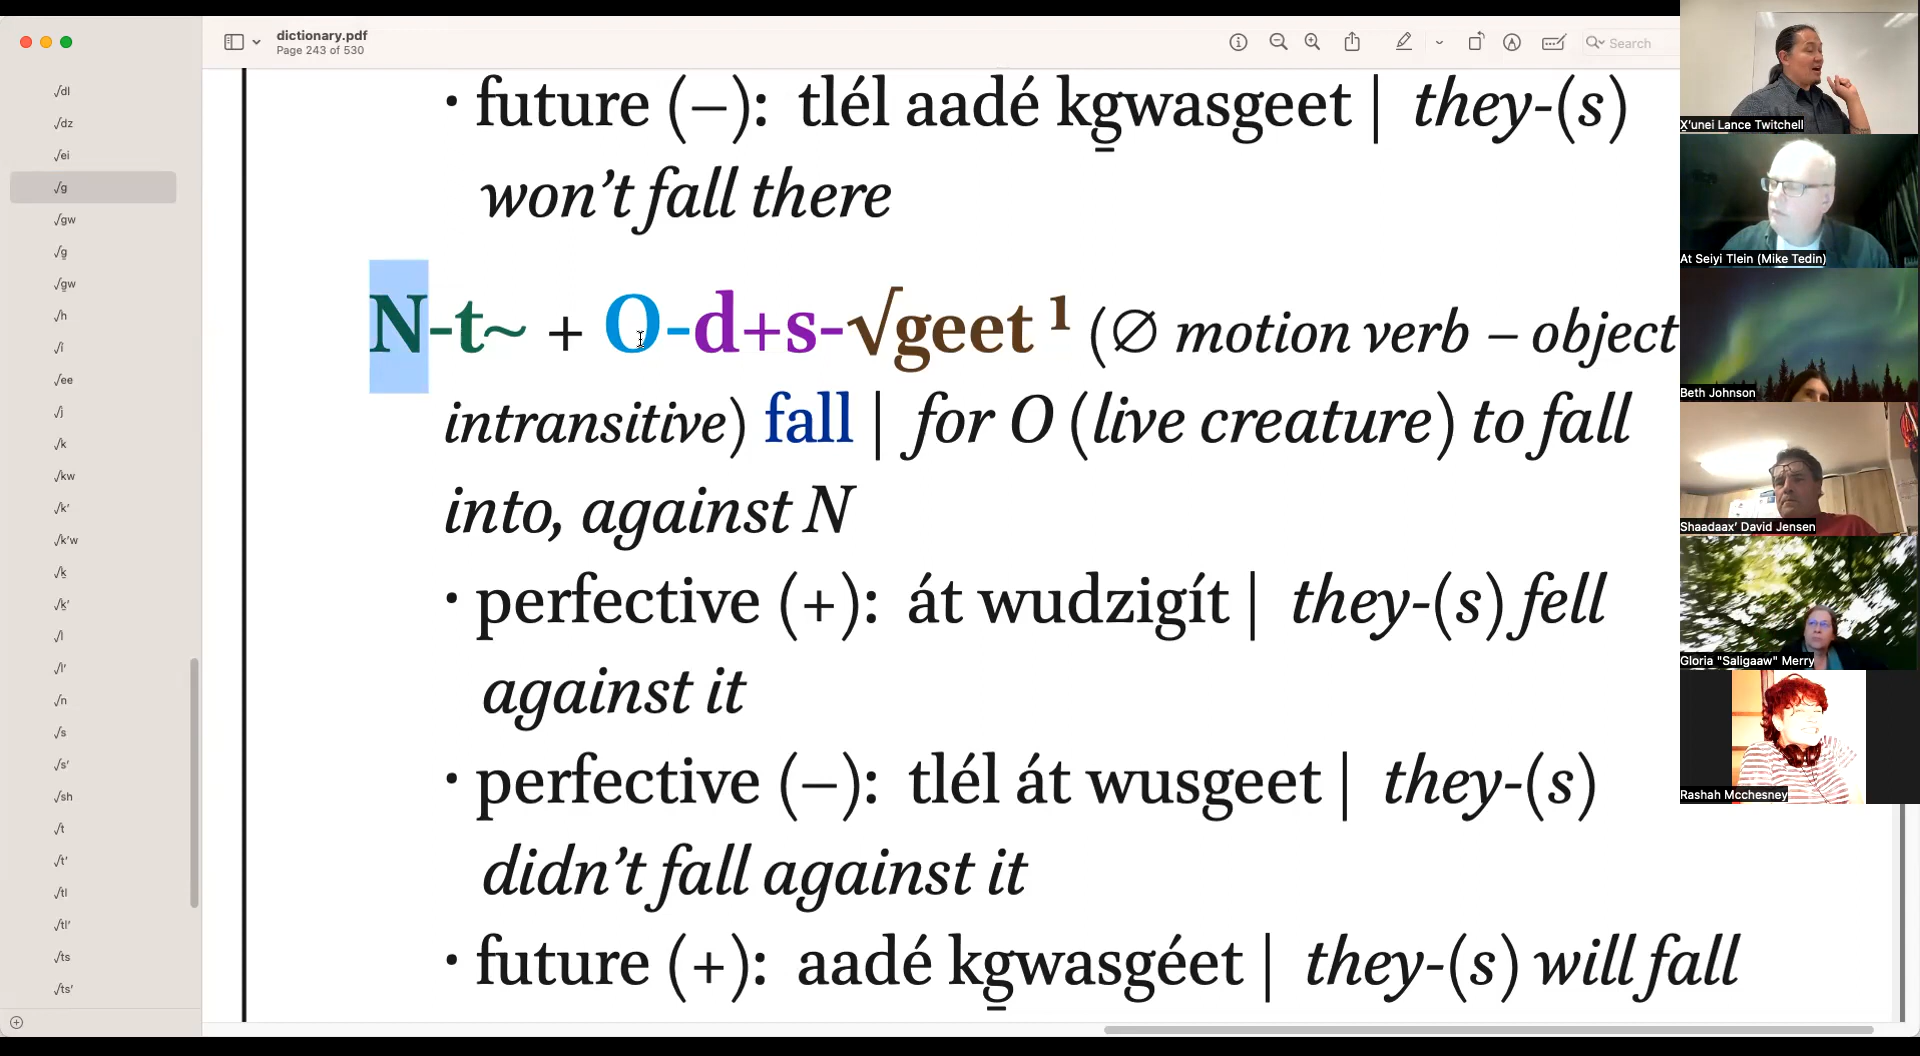 dictionary.pdf
Page 243 of 530
Search
√dl
√dz
√ei
√g
√gw
√g̱
√g̱w
√h
√i
√ee
√j
√k
√kw
√k’
√k’w
√ḵ
√ḵ’
√l
√l’
√n
√s
√s’
√sh
√t
√t’
√tl
√tl’
√ts
√ts’
• future (–): tlél aadé kg̱wasgeet | they-(s)
won’t fall there
N-t~ + O-d+s-√geet ¹ (∅ motion verb – object
intransitive) fall | for O (live creature) to fall
into, against N
• perfective (+): át wudzigít | they-(s) fell
against it
• perfective (–): tlél át wusgeet | they-(s)
didn’t fall against it
• future (+): aadé kg̱wasgéet | they-(s) will fall
X̱’unei Lance Twitchell
At Seiyi Tlein (Mike Tedin)
Beth Johnson
Shaadaax’ David Jensen
Gloria "Saligaaw" Merry
Rashah Mcchesney